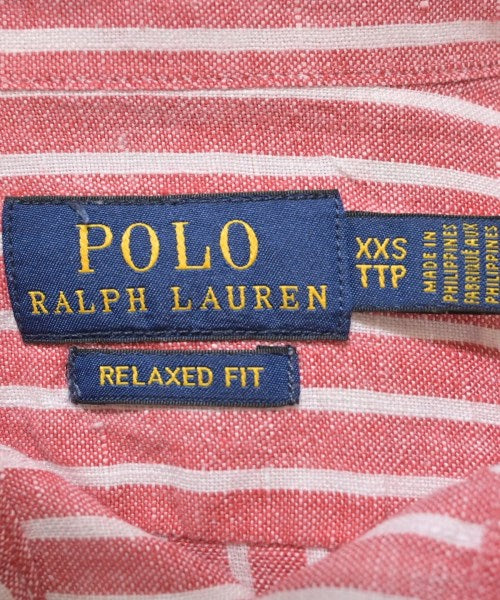 POLO
RALPH LAUREN
RELAXED FIT
XXS
TTP
MADE IN
PHILIPPINES
FABRIQUÉ AUX
PHILIPPINES